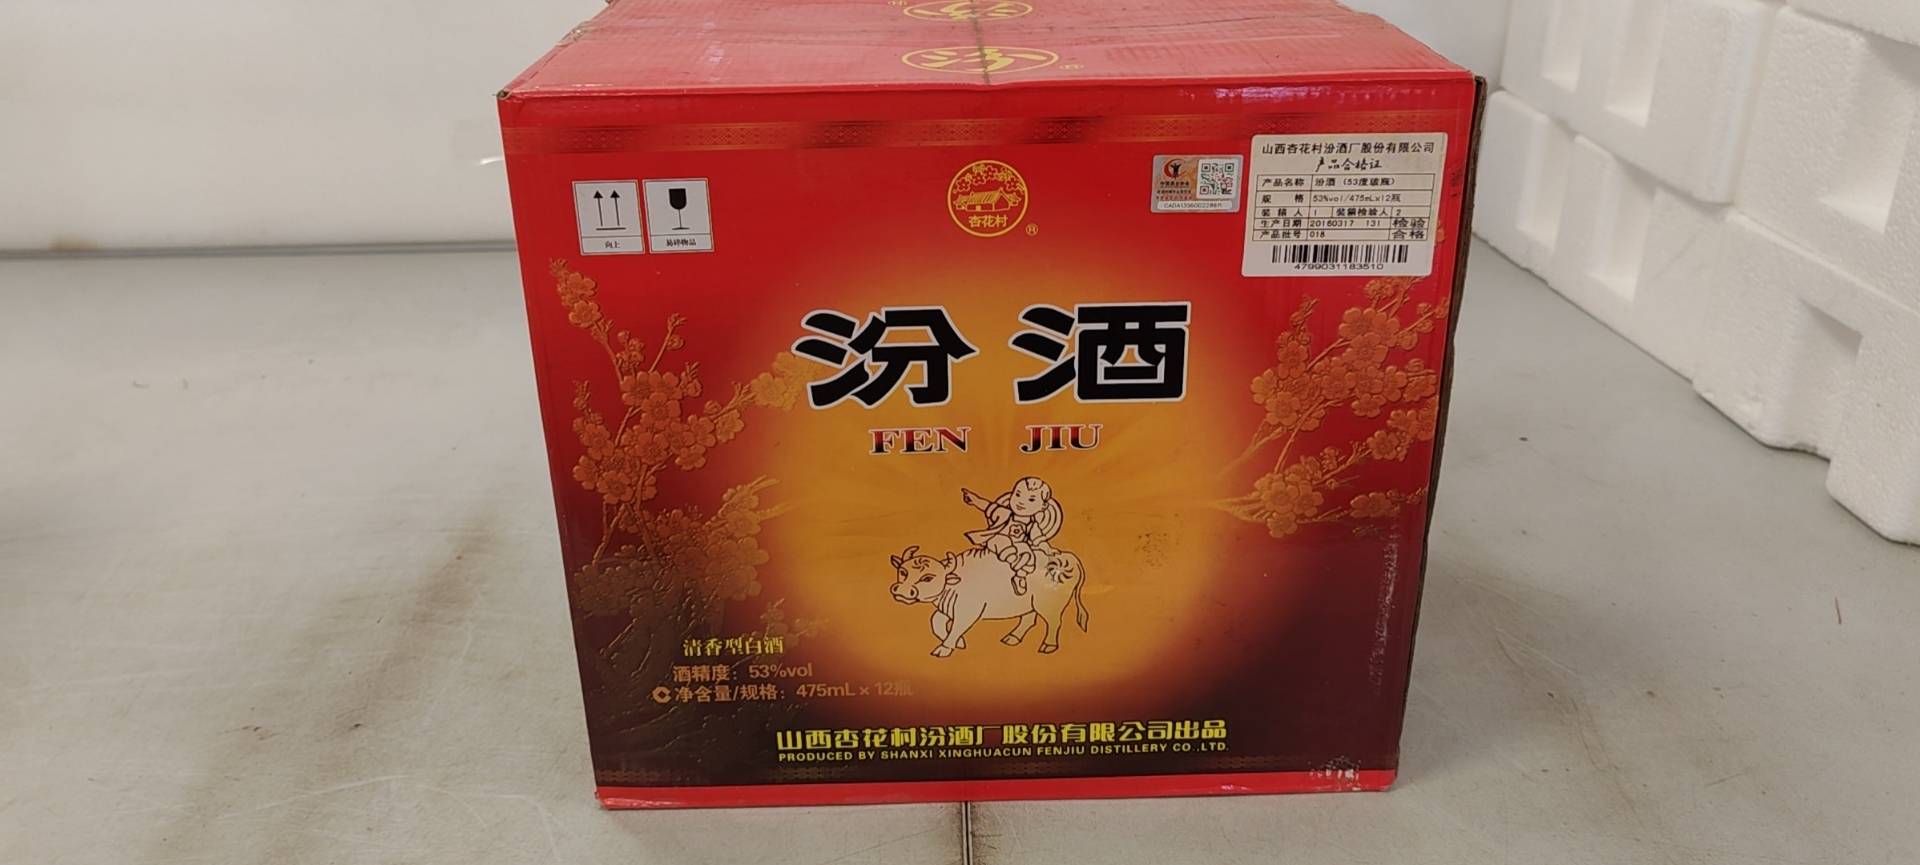 汾
汾
杏花村
®
向上
易碎物品
山西杏花村汾酒厂股份有限公司
产品合格证
产品名称 汾酒(53度玻瓶)
规格 53%vol/475mL×12瓶
装箱人 1 装箱检验人 2
生产日期 20160317 131 检验
产品批号 018 合格
4799031183510
汾酒
FEN JIU
清香型白酒
酒精度：53%vol
净含量/规格：475mL×12瓶
山西杏花村汾酒厂股份有限公司出品
PRODUCED BY SHANXI XINGHUACUN FENJIU DISTILLERY CO.,LTD.